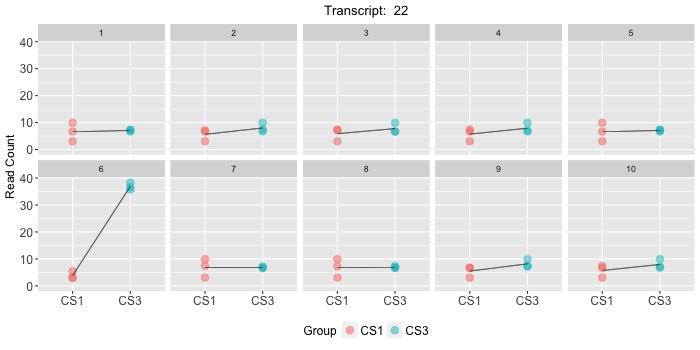 Transcript:  22
1 2 3 4 5
40
30
20
10
0
Read Count
6 7 8 9 10
40
30
20
10
0
CS1 CS3 CS1 CS3 CS1 CS3 CS1 CS3 CS1 CS3
Group CS1 CS3